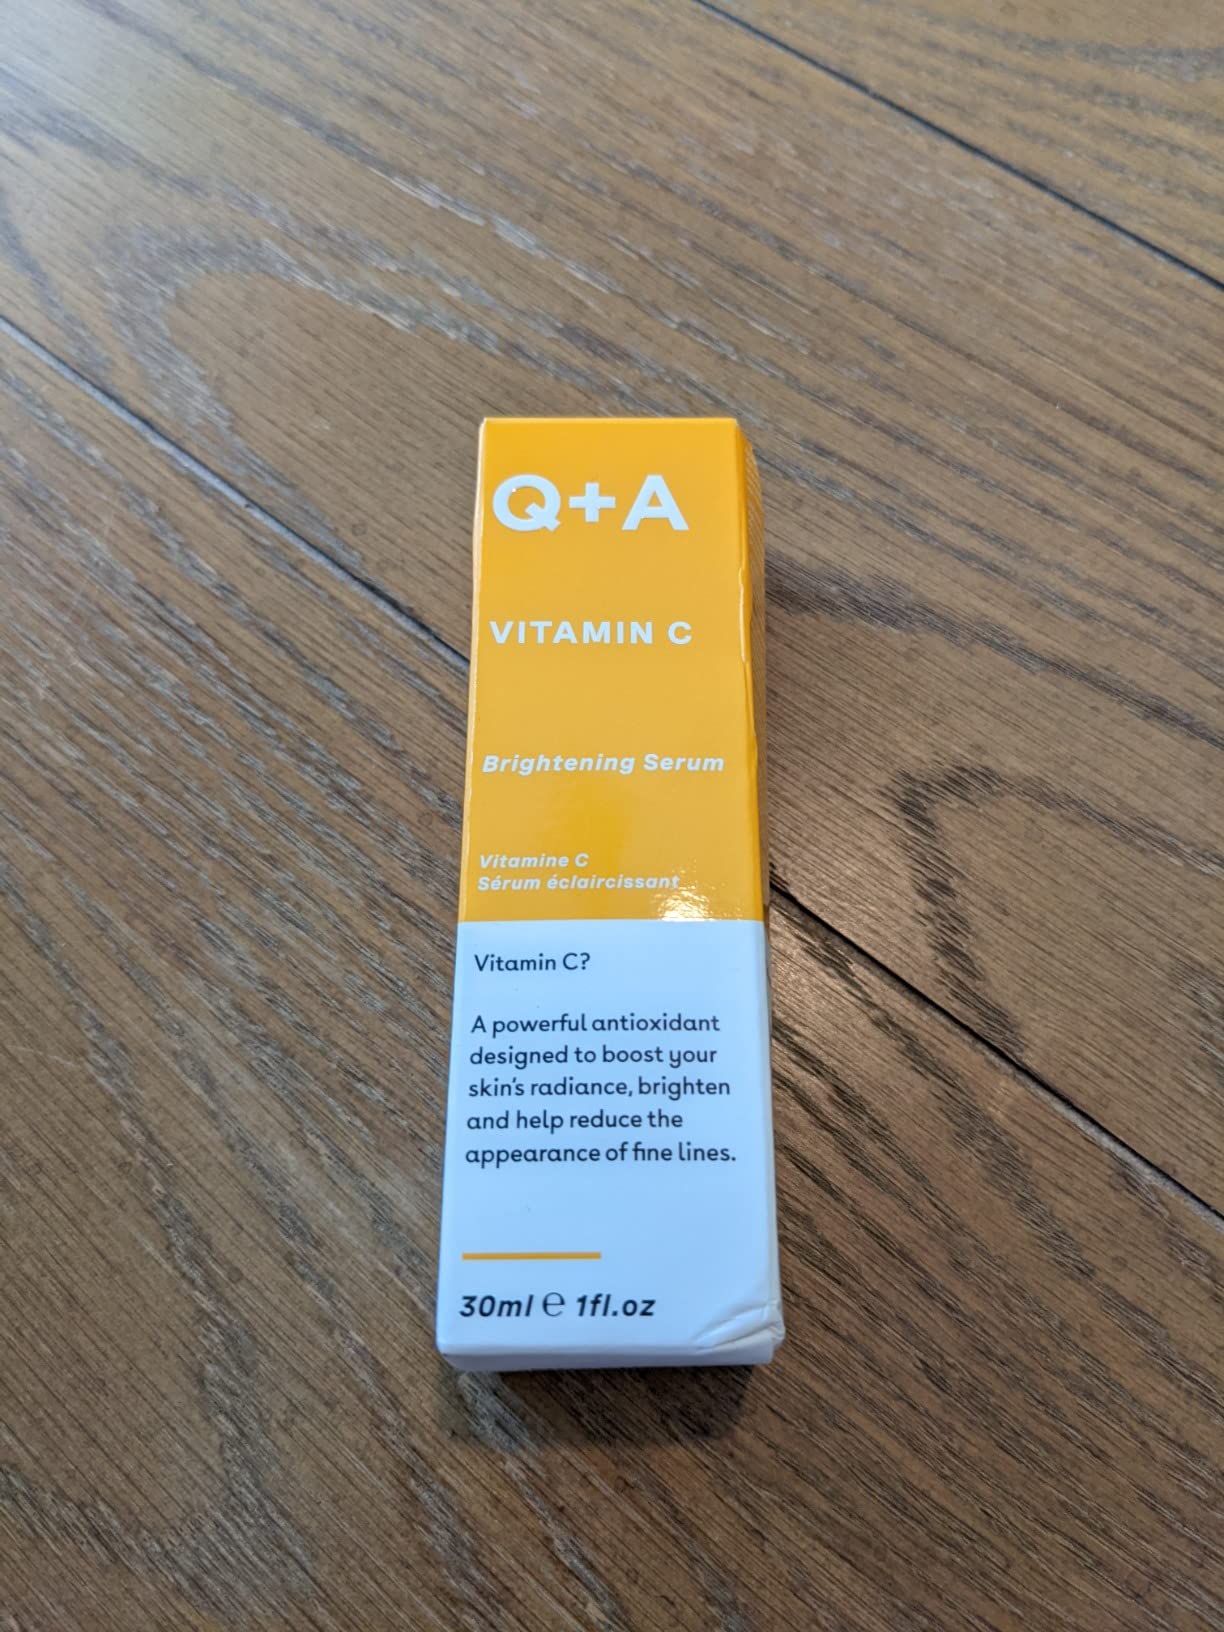 Q+A
VITAMIN C
Brightening Serum
Vitamine C
Sérum éclaircissant
Vitamin C?
A powerful antioxidant
designed to boost your
skin's radiance, brighten
and help reduce the
appearance of fine lines.
30ml ℮ 1fl.oz